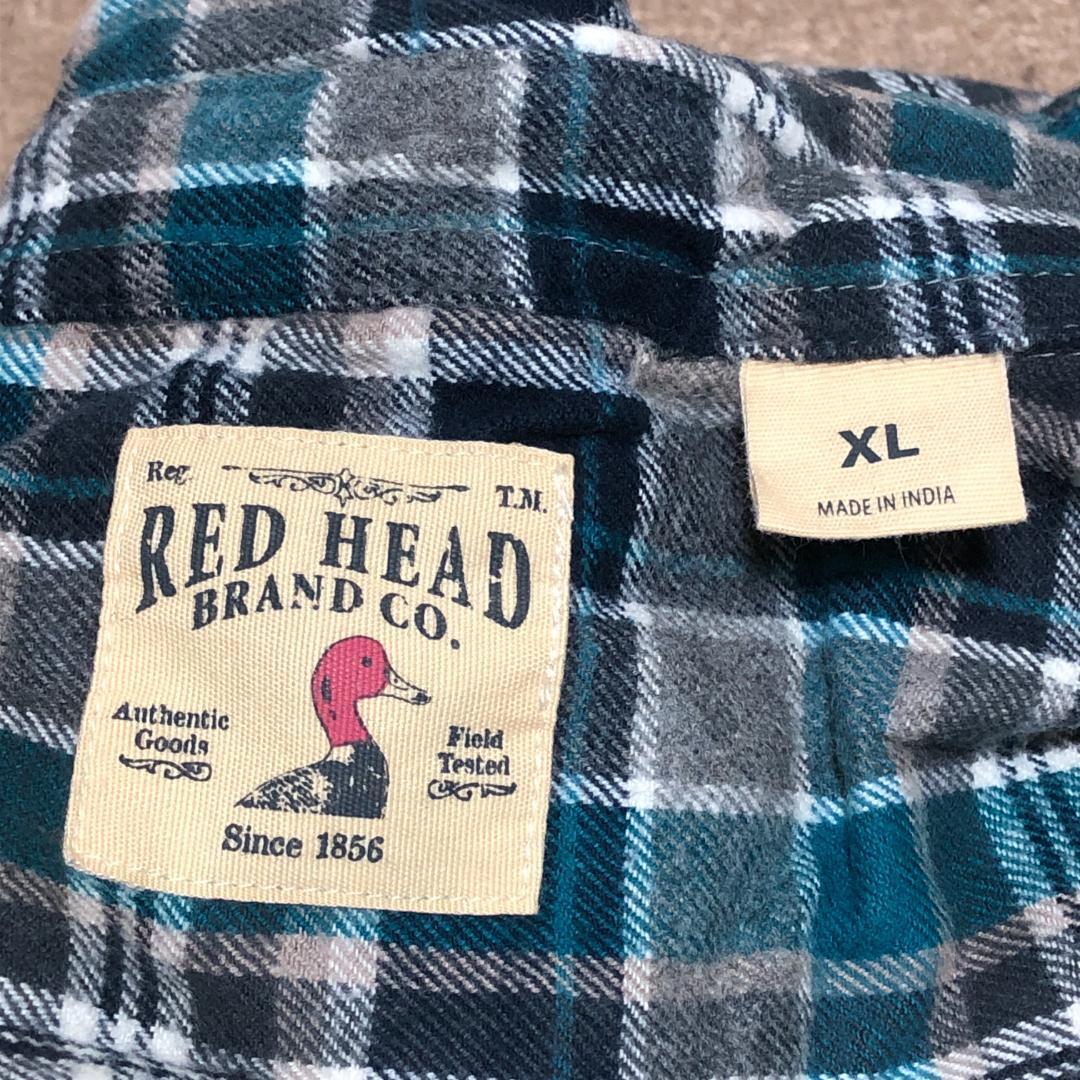 Reg. T.M.
RED HEAD
BRAND CO.
Authentic
Goods
Field
Tested
Since 1856
XL
MADE IN INDIA